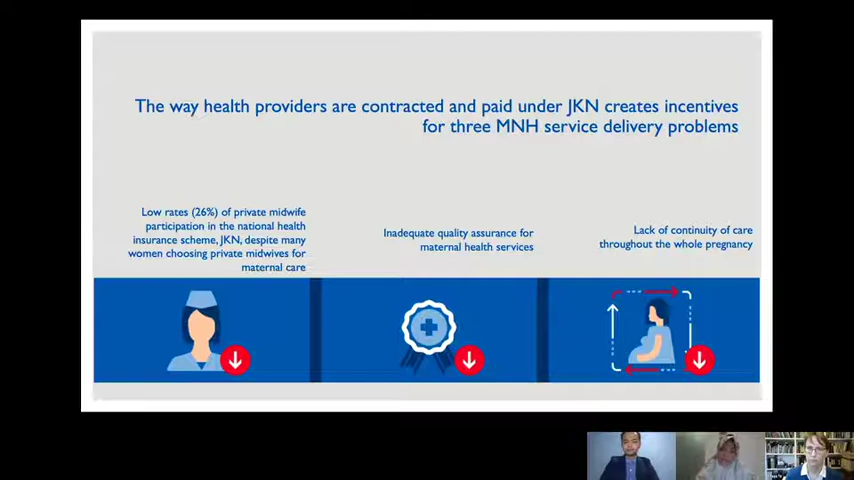 The way health providers are contracted and paid under JKN creates incentives
for three MNH service delivery problems
Low rates (26%) of private midwife
participation in the national health
insurance scheme, JKN, despite many
women choosing private midwives for
maternal care
Inadequate quality assurance for
maternal health services
Lack of continuity of care
throughout the whole pregnancy